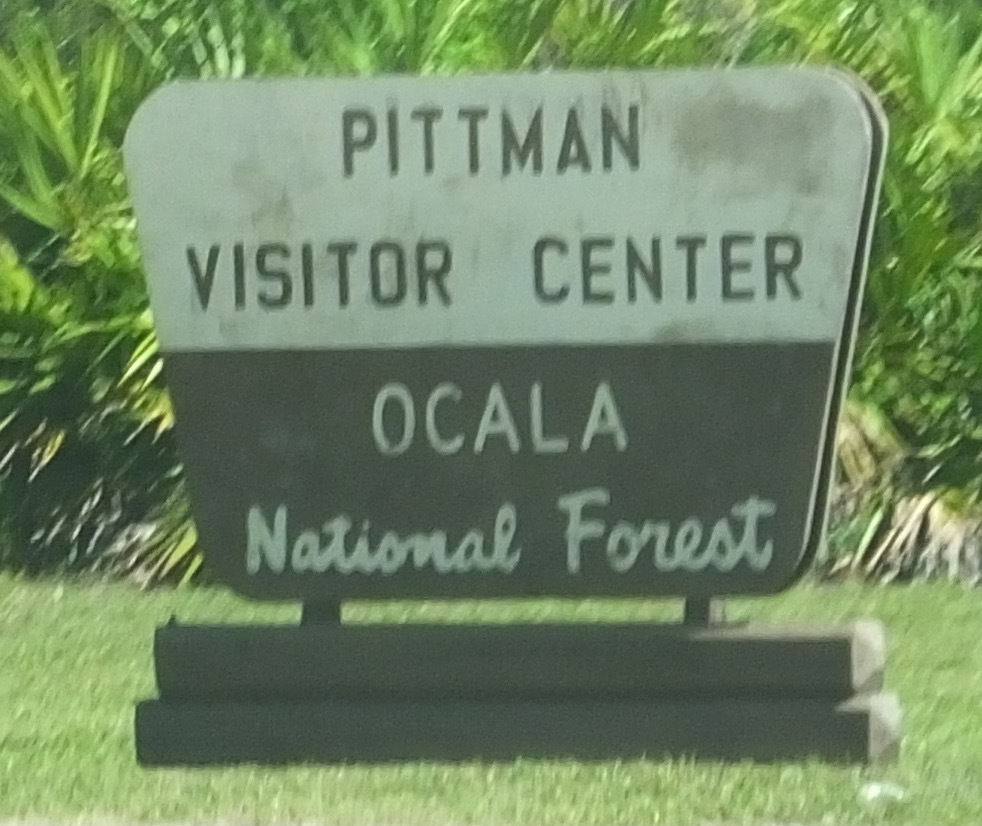 PITTMAN
VISITOR CENTER
OCALA
National Forest